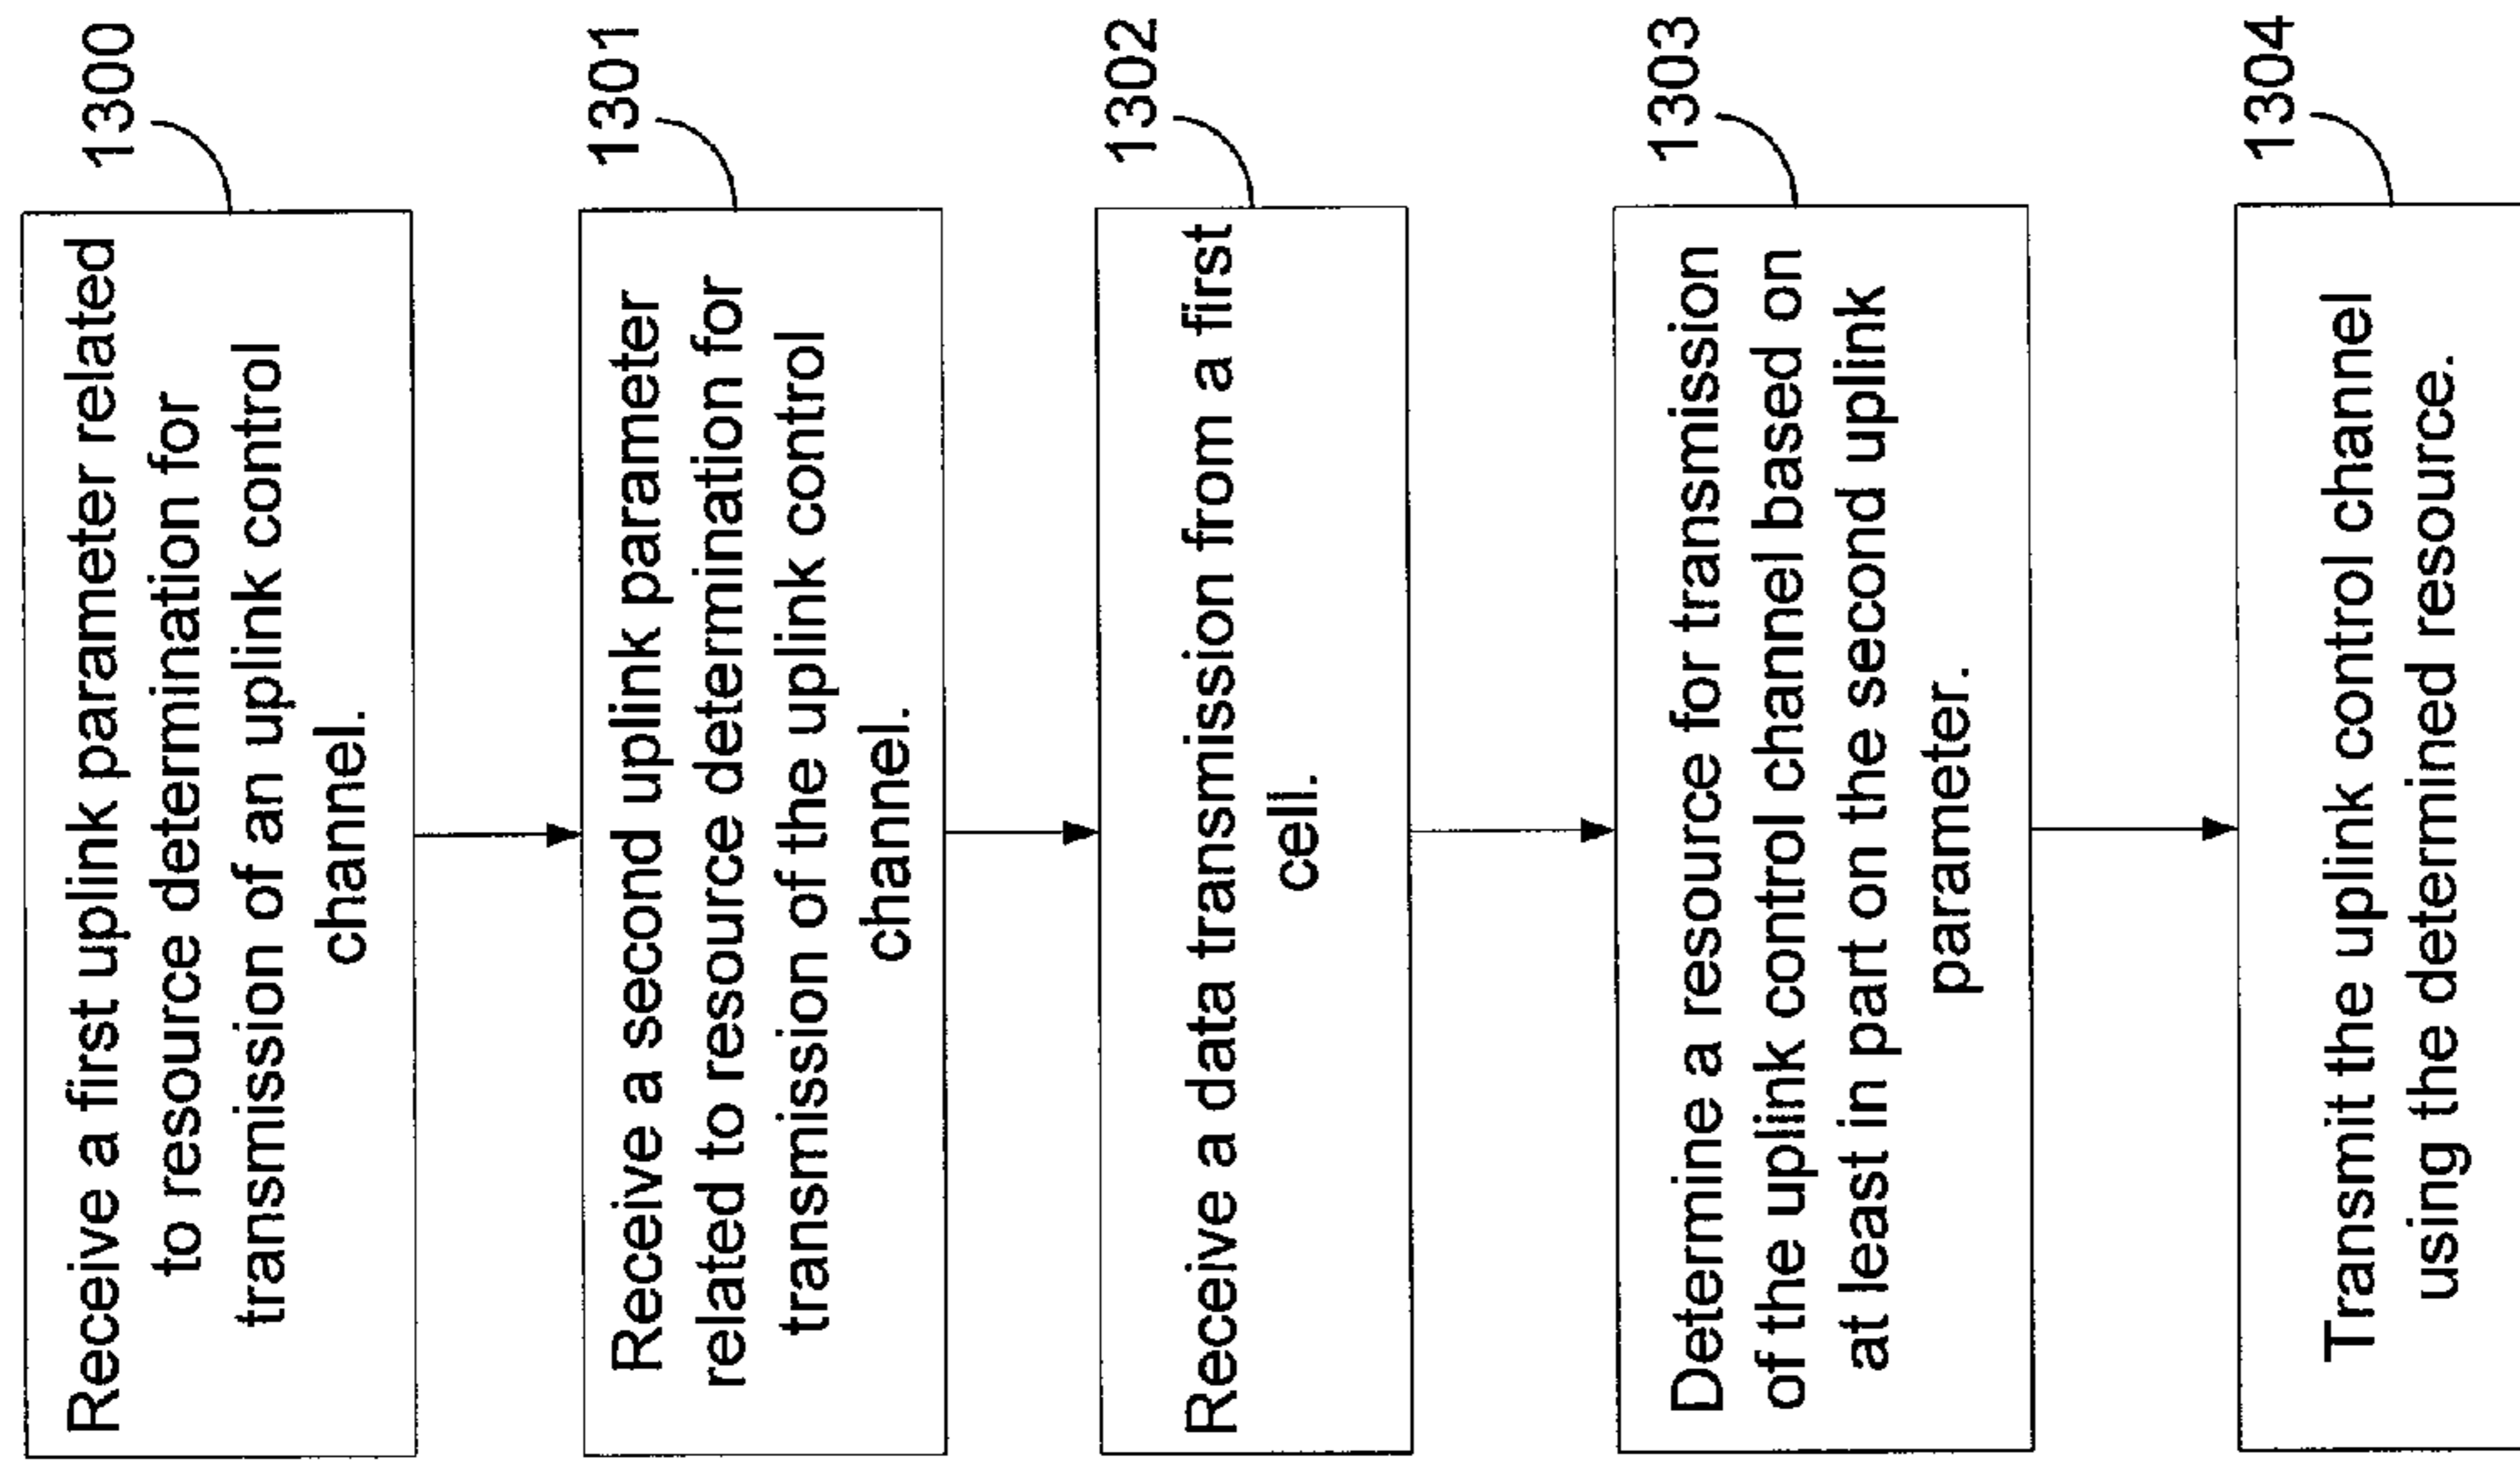 1300
Receive a first uplink parameter related
to resource determination for
transmission of an uplink control
channel.
1301
Receive a second uplink parameter
related to resource determination for
transmission of the uplink control
channel.
1302
Receive a data transmission from a first
cell.
1303
Determine a resource for transmission
of the uplink control channel based on
at least in part on the second uplink
parameter.
1304
Transmit the uplink control channel
using the determined resource.